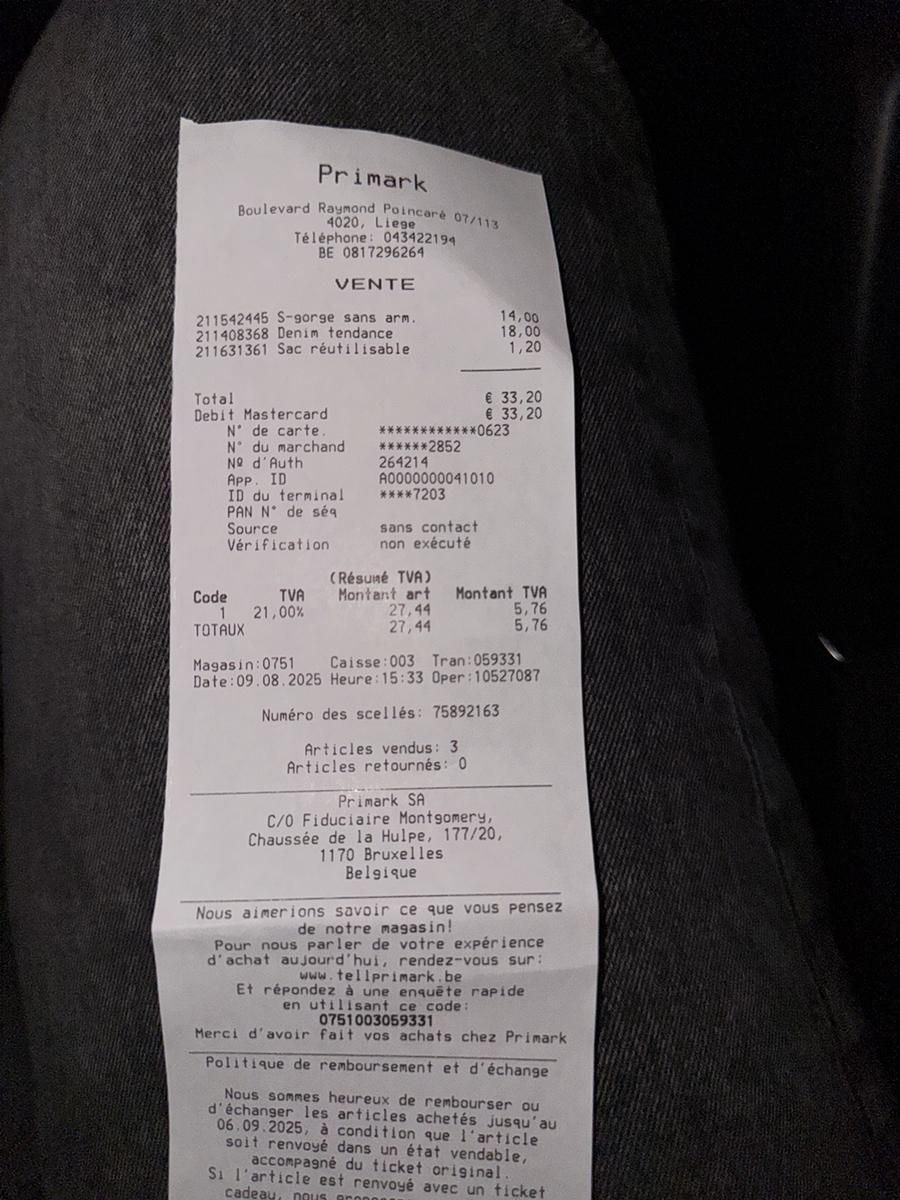 Primark
Boulevard Raymond Poincaré 07/113
4020, Liege
Téléphone: 043422194
BE 0817296264
VENTE
211542445 S-gorge sans arm. 14,00
211408368 Denim tendance 18,00
211631361 Sac réutilisable 1,20
Total € 33,20
Debit Mastercard € 33,20
N° de carte. ************0623
N° du marchand ******2852
Nº d'Auth 264214
App. ID A0000000041010
ID du terminal ****7203
PAN N° de séq
Source sans contact
Vérification non exécuté
(Résumé TVA)
Code TVA Montant art Montant TVA
1 21,00% 27,44 5,76
TOTAUX 27,44 5,76
Magasin:0751 Caisse:003 Tran:059331
Date:09.08.2025 Heure:15:33 Oper:10527087
Numéro des scellés: 75892163
Articles vendus: 3
Articles retournés: 0
Primark SA
C/O Fiduciaire Montgomery,
Chaussée de la Hulpe, 177/20,
1170 Bruxelles
Belgique
Nous aimerions savoir ce que vous pensez
de notre magasin!
Pour nous parler de votre expérience
d'achat aujourd'hui, rendez-vous sur:
www.tellprimark.be
Et répondez à une enquête rapide
en utilisant ce code:
0751003059331
Merci d'avoir fait vos achats chez Primark
Politique de remboursement et d'échange
Nous sommes heureux de rembourser ou
d'échanger les articles achetés jusqu'au
06.09.2025, à condition que l'article
soit renvoyé dans un état vendable,
accompagné du ticket original.
Si l'article est renvoyé avec un ticket
cadeau, nous